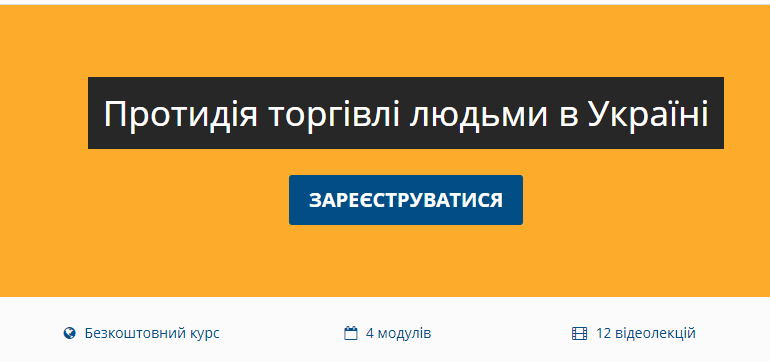 Протидія торгівлі людьми в Україні
ЗАРЕЄСТРУВАТИСЯ
Безкоштовний курс
4 модулів
12 відеолекцій